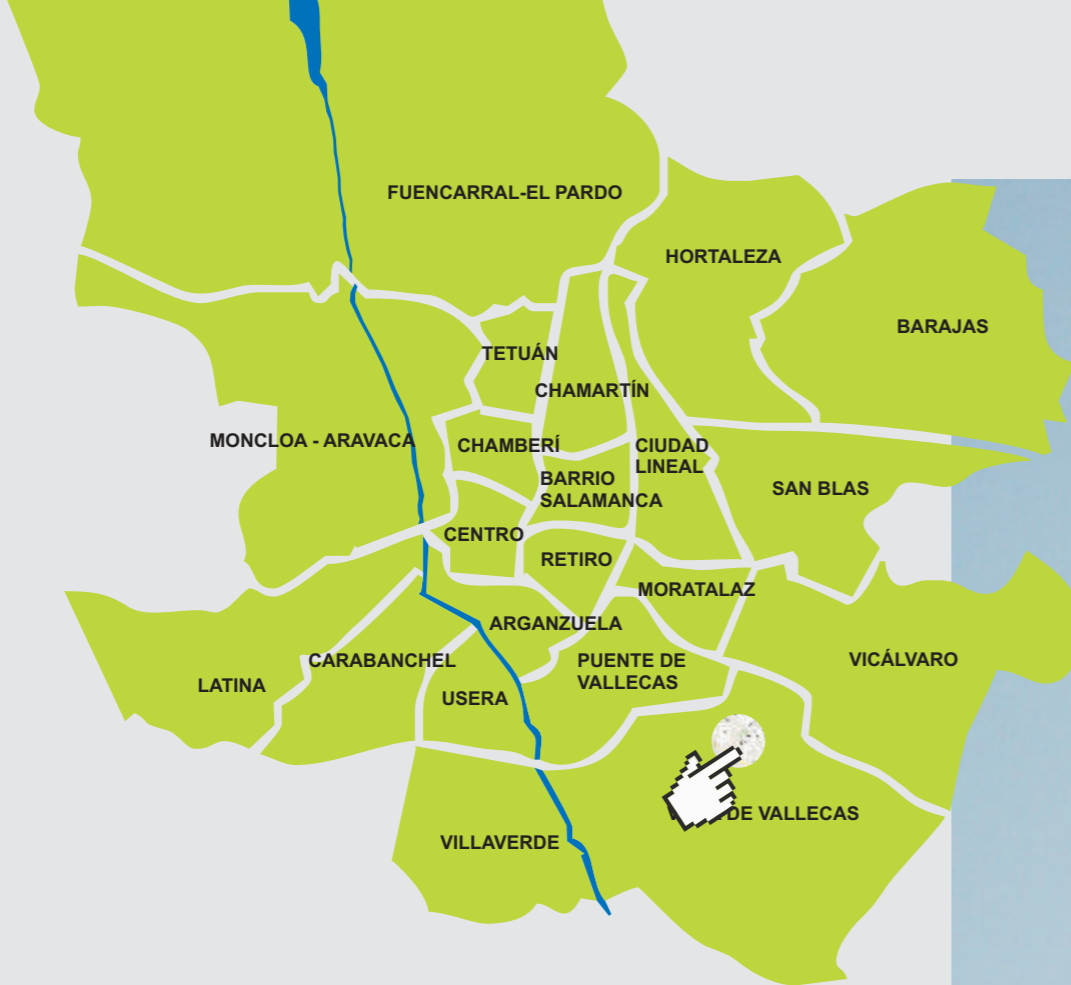 FUENCARRAL-EL PARDO
HORTALEZA
BARAJAS
TETUÁN
CHAMARTÍN
MONCLOA - ARAVACA
CHAMBERÍ
CIUDAD
LINEAL
BARRIO
SALAMANCA
SAN BLAS
CENTRO
RETIRO
MORATALAZ
ARGANZUELA
PUENTE DE
VALLECAS
VICÁLVARO
CARABANCHEL
LATINA
USERA
DE VALLECAS
VILLAVERDE